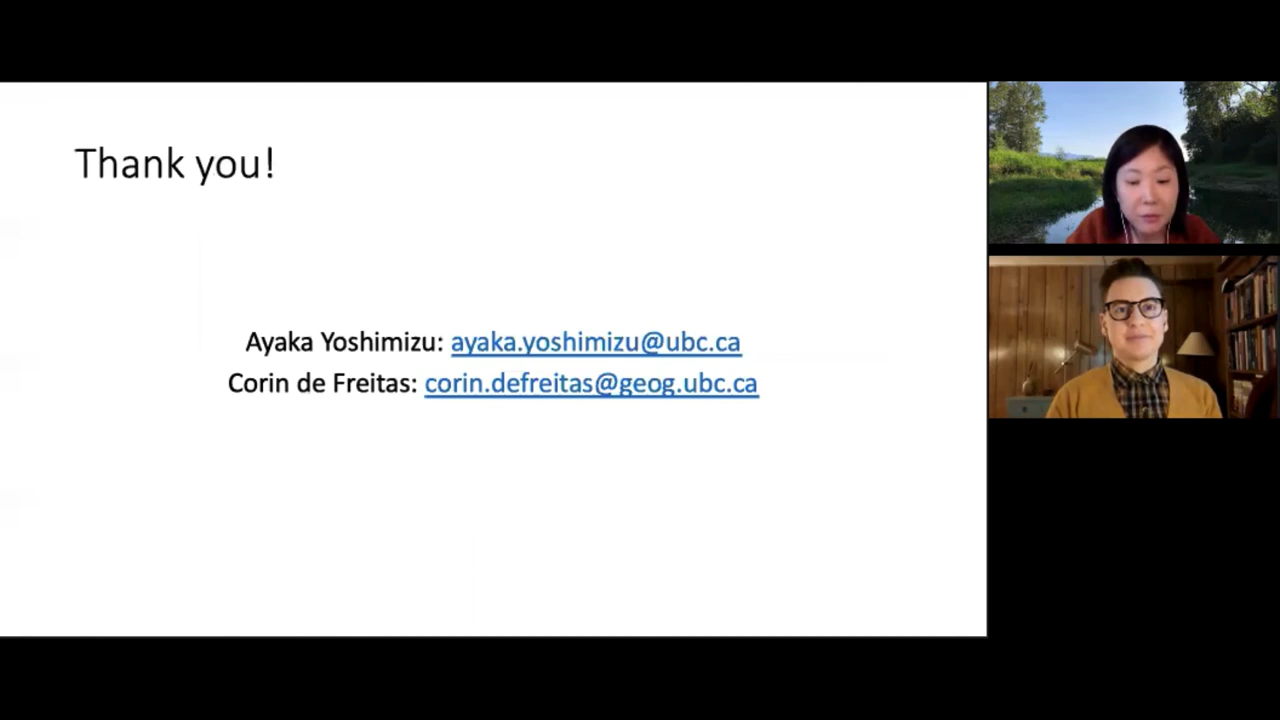 Thank you!
Ayaka Yoshimizu: ayaka.yoshimizu@ubc.ca
Corin de Freitas: corin.defreitas@geog.ubc.ca